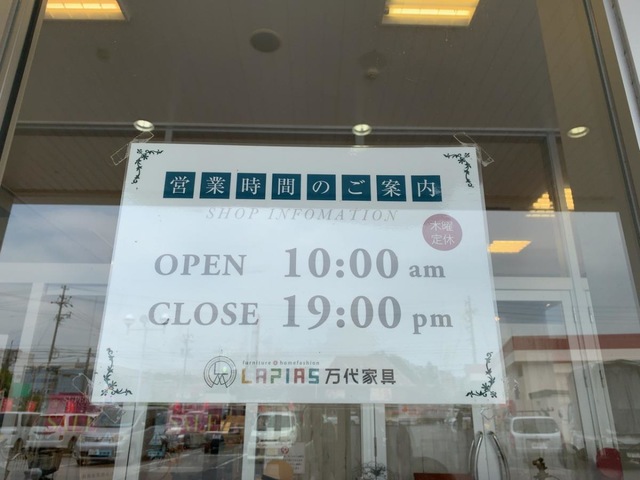 営業時間のご案内
SHOP INFOMATION
木曜
定休
OPEN 10:00 am
CLOSE 19:00 pm
furniture & homefashion
LAPIAS 万代家具